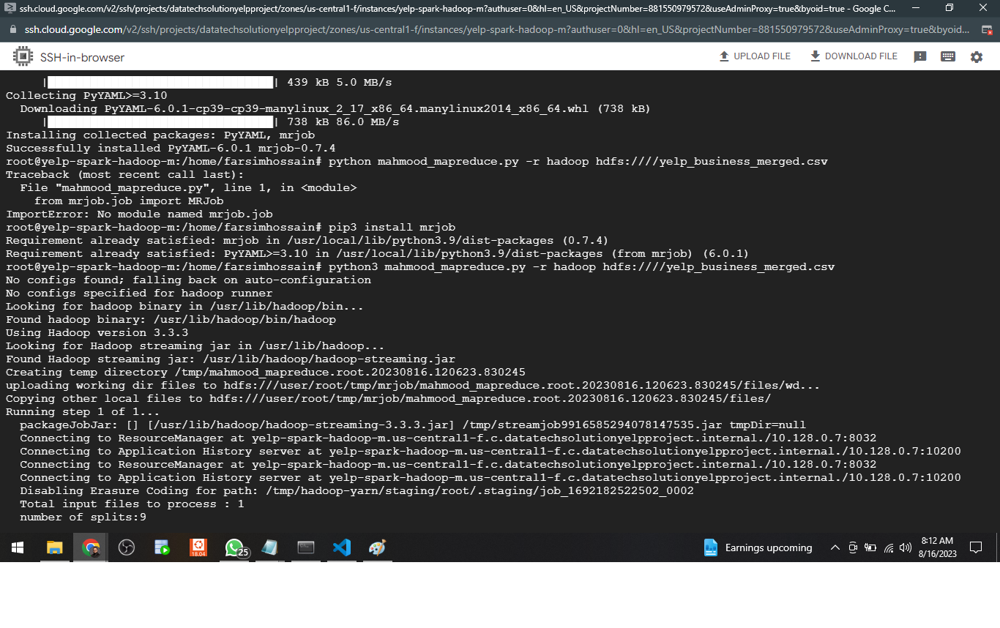 ssh.cloud.google.com/v2/ssh/projects/datatechsolutionyelpproject/zones/us-central1-f/instances/yelp-spark-hadoop-m?authuser=0&hl=en_US&projectNumber=881550979572&useAdminProxy=true&byoid=true - Google C...
ssh.cloud.google.com/v2/ssh/projects/datatechsolutionyelpproject/zones/us-central1-f/instances/yelp-spark-hadoop-m?authuser=0&hl=en_US&projectNumber=881550979572&useAdminProxy=true&byoid...
SSH-in-browser
UPLOAD FILE
DOWNLOAD FILE
|████████████████████████████████| 439 kB 5.0 MB/s
Collecting PyYAML>=3.10
Downloading PyYAML-6.0.1-cp39-cp39-manylinux_2_17_x86_64.manylinux2014_x86_64.whl (738 kB)
|████████████████████████████████| 738 kB 86.0 MB/s
Installing collected packages: PyYAML, mrjob
Successfully installed PyYAML-6.0.1 mrjob-0.7.4
root@yelp-spark-hadoop-m:/home/farsimhossain# python mahmood_mapreduce.py -r hadoop hdfs:////yelp_business_merged.csv
Traceback (most recent call last):
File "mahmood_mapreduce.py", line 1, in <module>
from mrjob.job import MRJob
ImportError: No module named mrjob.job
root@yelp-spark-hadoop-m:/home/farsimhossain# pip3 install mrjob
Requirement already satisfied: mrjob in /usr/local/lib/python3.9/dist-packages (0.7.4)
Requirement already satisfied: PyYAML>=3.10 in /usr/local/lib/python3.9/dist-packages (from mrjob) (6.0.1)
root@yelp-spark-hadoop-m:/home/farsimhossain# python3 mahmood_mapreduce.py -r hadoop hdfs:////yelp_business_merged.csv
No configs found; falling back on auto-configuration
No configs specified for hadoop runner
Looking for hadoop binary in /usr/lib/hadoop/bin...
Found hadoop binary: /usr/lib/hadoop/bin/hadoop
Using Hadoop version 3.3.3
Looking for Hadoop streaming jar in /usr/lib/hadoop...
Found Hadoop streaming jar: /usr/lib/hadoop/hadoop-streaming.jar
Creating temp directory /tmp/mahmood_mapreduce.root.20230816.120623.830245
uploading working dir files to hdfs:///user/root/tmp/mrjob/mahmood_mapreduce.root.20230816.120623.830245/files/wd...
Copying other local files to hdfs:///user/root/tmp/mrjob/mahmood_mapreduce.root.20230816.120623.830245/files/
Running step 1 of 1...
packageJobJar: [] [/usr/lib/hadoop/hadoop-streaming-3.3.3.jar] /tmp/streamjob9916585294078147535.jar tmpDir=null
Connecting to ResourceManager at yelp-spark-hadoop-m.us-central1-f.c.datatechsolutionyelpproject.internal./10.128.0.7:8032
Connecting to Application History server at yelp-spark-hadoop-m.us-central1-f.c.datatechsolutionyelpproject.internal./10.128.0.7:10200
Connecting to ResourceManager at yelp-spark-hadoop-m.us-central1-f.c.datatechsolutionyelpproject.internal./10.128.0.7:8032
Connecting to Application History server at yelp-spark-hadoop-m.us-central1-f.c.datatechsolutionyelpproject.internal./10.128.0.7:10200
Disabling Erasure Coding for path: /tmp/hadoop-yarn/staging/root/.staging/job_1692182522502_0002
Total input files to process : 1
number of splits:9
18.04
25
Earnings upcoming
8:12 AM
8/16/2023